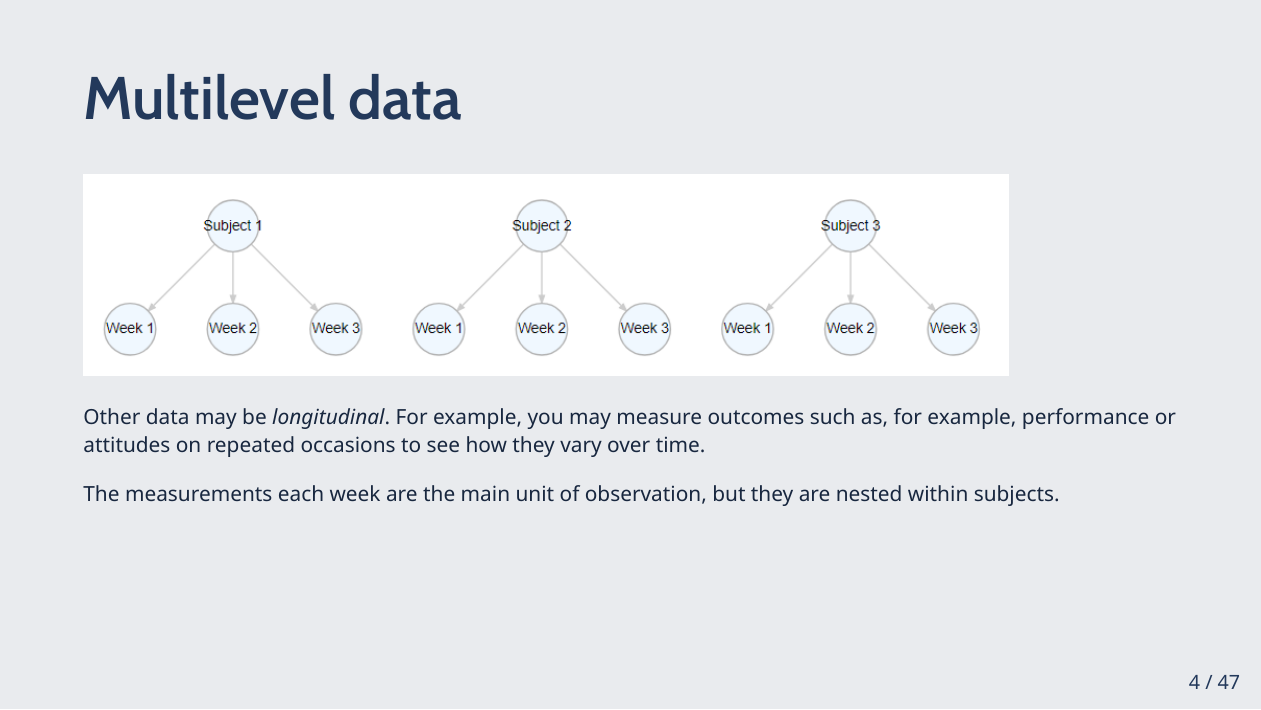 Multilevel data
Subject 1 Subject 2 Subject 3
Week 1 Week 2 Week 3 Week 1 Week 2 Week 3 Week 1 Week 2 Week 3
Other data may be longitudinal. For example, you may measure outcomes such as, for example, performance or
attitudes on repeated occasions to see how they vary over time.
The measurements each week are the main unit of observation, but they are nested within subjects.
4 / 47